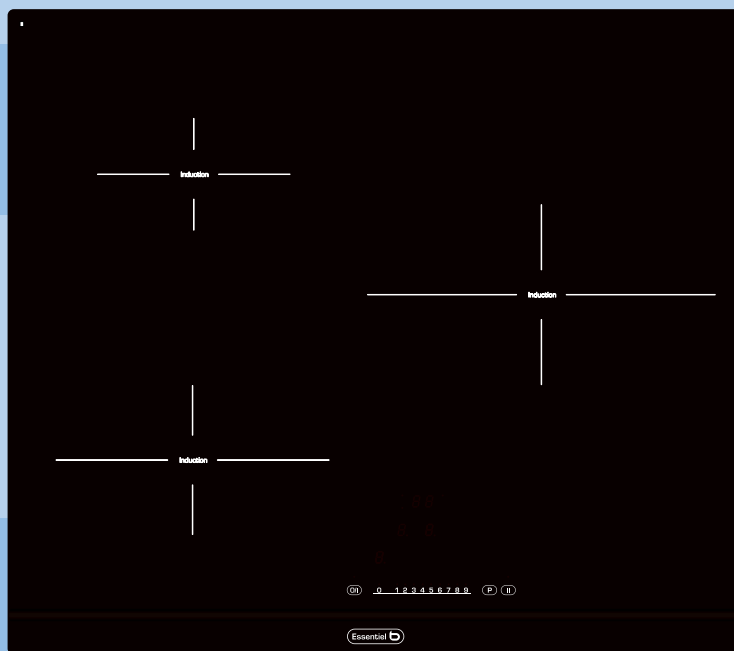 Induction
Induction
Induction
0/I 0 1 2 3 4 5 6 7 8 9 P II
Essentiel b